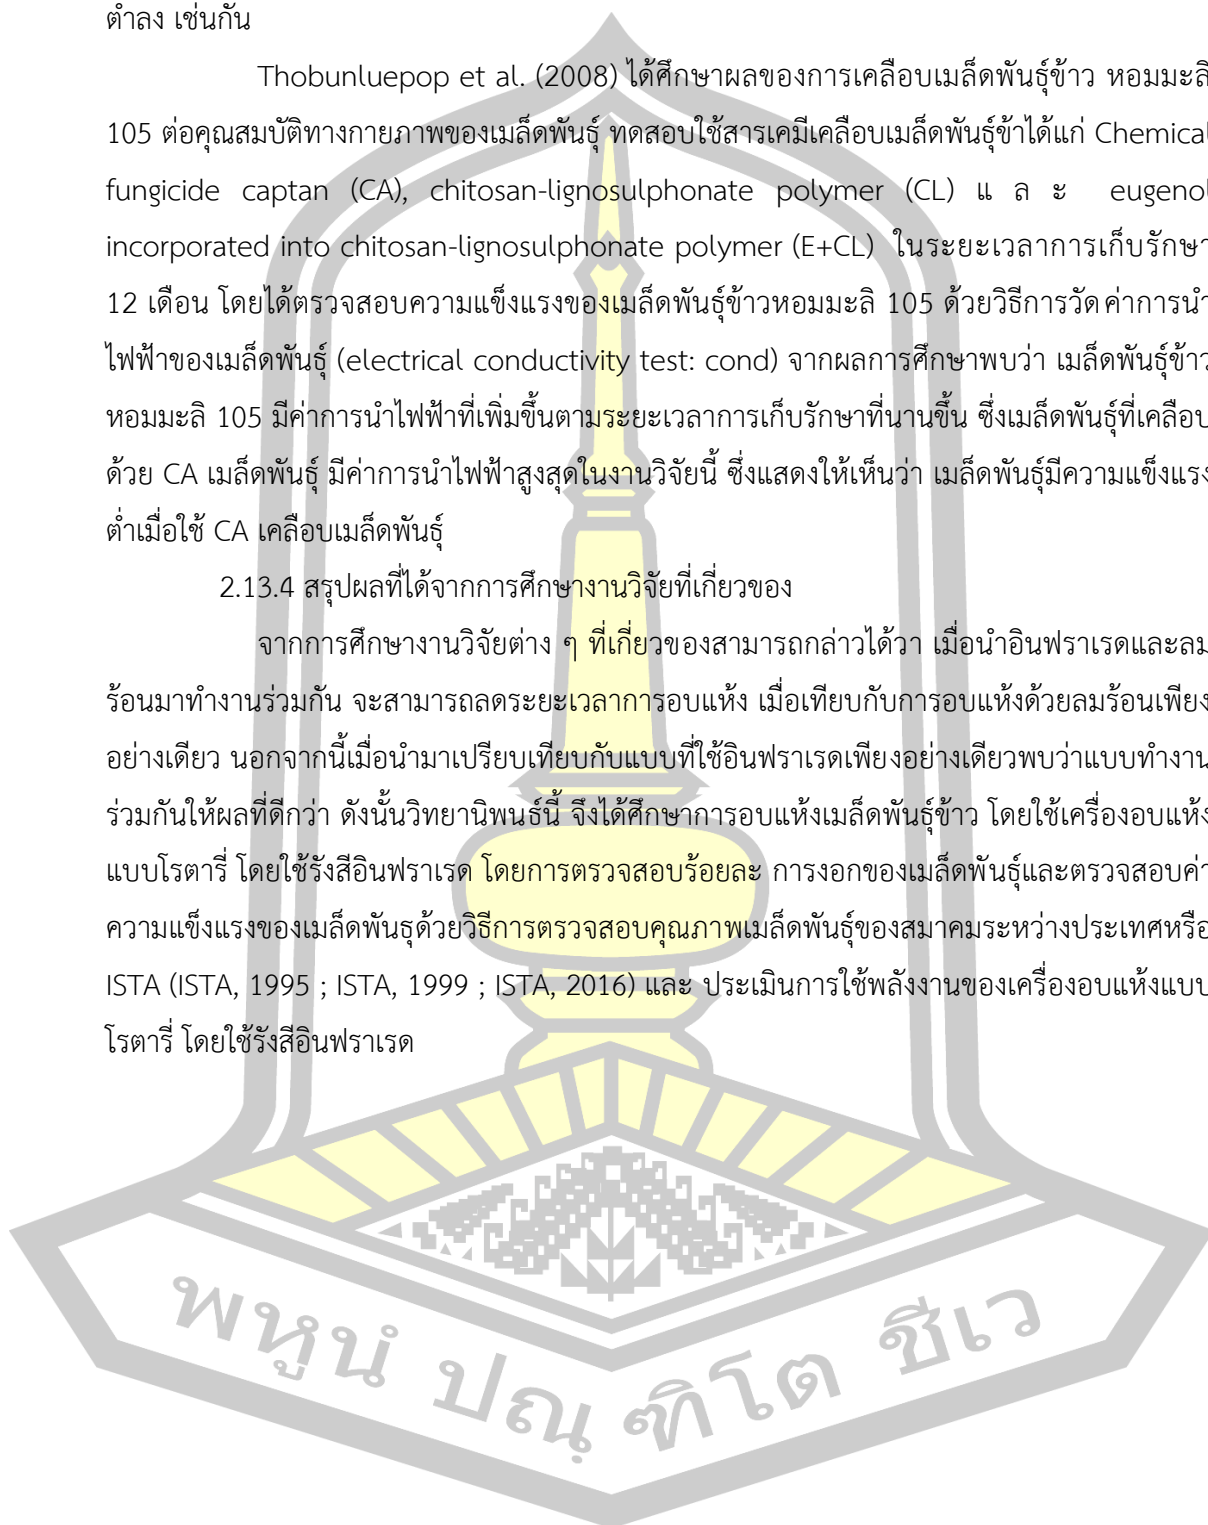 ต่ำลง เช่นกัน
Thobunluepop et al. (2008) ได้ศึกษาผลของการเคลือบเมล็ดพันธุ์ข้าว หอมมะลิ
105 ต่อคุณสมบัติทางกายภาพของเมล็ดพันธุ์ ทดสอบใช้สารเคมีเคลือบเมล็ดพันธุ์ข้าได้แก่ Chemical
fungicide captan (CA), chitosan-lignosulphonate polymer (CL) แ ล ะ eugenol
incorporated into chitosan-lignosulphonate polymer (E+CL) ในระยะเวลาการเก็บรักษา
12 เดือน โดยได้ตรวจสอบความแข็งแรงของเมล็ดพันธุ์ข้าวหอมมะลิ 105 ด้วยวิธีการวัดค่าการนำ
ไฟฟ้าของเมล็ดพันธุ์ (electrical conductivity test: cond) จากผลการศึกษาพบว่า เมล็ดพันธุ์ข้าว
หอมมะลิ 105 มีค่าการนำไฟฟ้าที่เพิ่มขึ้นตามระยะเวลาการเก็บรักษาที่นานขึ้น ซึ่งเมล็ดพันธุ์ที่เคลือบ
ด้วย CA เมล็ดพันธุ์ มีค่าการนำไฟฟ้าสูงสุดในงานวิจัยนี้ ซึ่งแสดงให้เห็นว่า เมล็ดพันธุ์มีความแข็งแรง
ต่ำเมื่อใช้ CA เคลือบเมล็ดพันธุ์
2.13.4 สรุปผลที่ได้จากการศึกษางานวิจัยที่เกี่ยวของ
จากการศึกษางานวิจัยต่าง ๆ ที่เกี่ยวของสามารถกล่าวได้วา เมื่อนำอินฟราเรดและลม
ร้อนมาทำงานร่วมกัน จะสามารถลดระยะเวลาการอบแห้ง เมื่อเทียบกับการอบแห้งด้วยลมร้อนเพียง
อย่างเดียว นอกจากนี้เมื่อนำมาเปรียบเทียบกับแบบที่ใช้อินฟราเรดเพียงอย่างเดียวพบว่าแบบทำงาน
ร่วมกันให้ผลที่ดีกว่า ดังนั้นวิทยานิพนธ์นี้ จึงได้ศึกษาการอบแห้งเมล็ดพันธุ์ข้าว โดยใช้เครื่องอบแห้ง
แบบโรตารี่ โดยใช้รังสีอินฟราเรด โดยการตรวจสอบร้อยละ การงอกของเมล็ดพันธุ์และตรวจสอบค่า
ความแข็งแรงของเมล็ดพันธุด้วยวิธีการตรวจสอบคุณภาพเมล็ดพันธุ์ของสมาคมระหว่างประเทศหรือ
ISTA (ISTA, 1995 ; ISTA, 1999 ; ISTA, 2016) และ ประเมินการใช้พลังงานของเครื่องอบแห้งแบบ
โรตารี่ โดยใช้รังสีอินฟราเรด
พหูนํ ปณฺ ฑิโต ชีเว